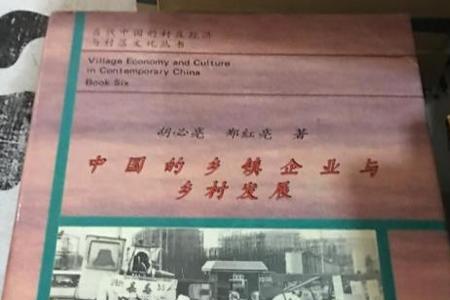 当代中国的村庄经济
与村落文化丛书
Village Economy and Culture
in Contemporary China
Book Six
胡必亮 郑红亮 著
中国的乡镇企业与
乡村发展